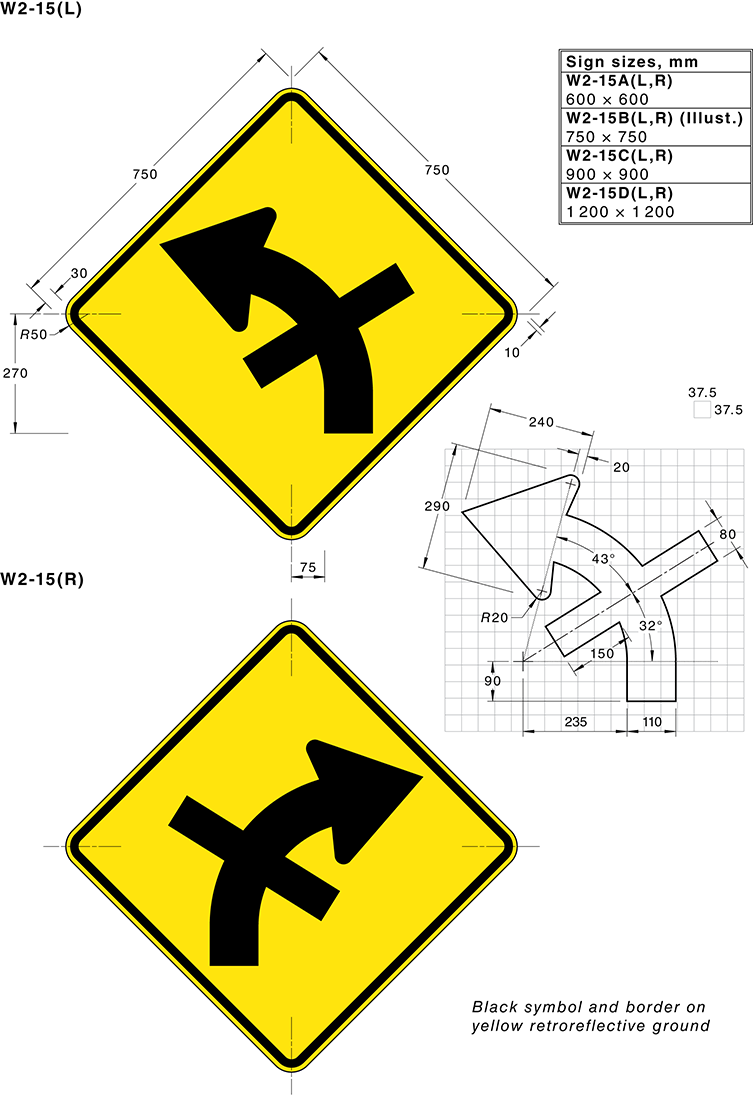 W2-15(L)
Sign sizes, mm
W2-15A(L,R)
600 × 600
W2-15B(L,R) (Illust.)
750 × 750
W2-15C(L,R)
900 × 900
W2-15D(L,R)
1 200 × 1 200
750
750
30
R50
270
10
75
37.5
37.5
240
20
290
80
43°
R20
32°
150
90
235
110
W2-15(R)
Black symbol and border on
yellow retroreflective ground